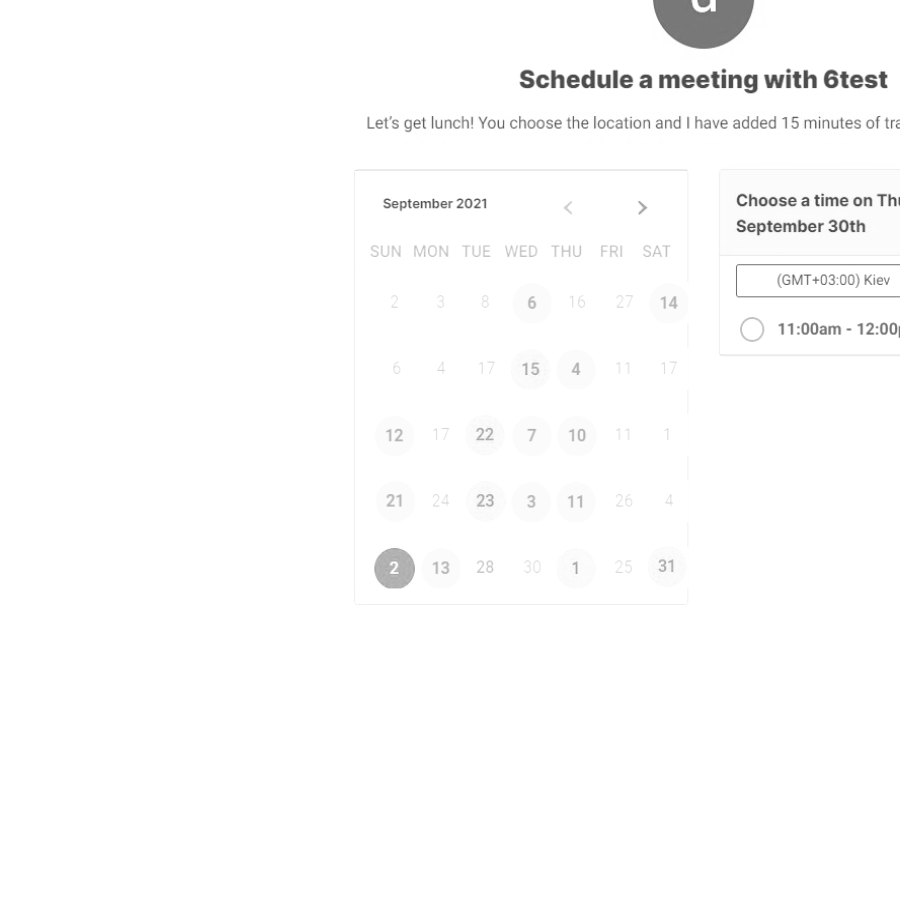 Schedule a meeting with 6test
Let's get lunch! You choose the location and I have added 15 minutes of
September 2021
SUN MON TUE WED THU FRI SAT
2 3 8 6 16 27 14
6 4 17 15 4 11 17
12 17 22 7 10 11 1
21 24 23 3 11 26 4
2 13 28 30 1 25 31
Choose a time on
September 30th
(GMT+03:00) Kiev
11:00am - 12:00